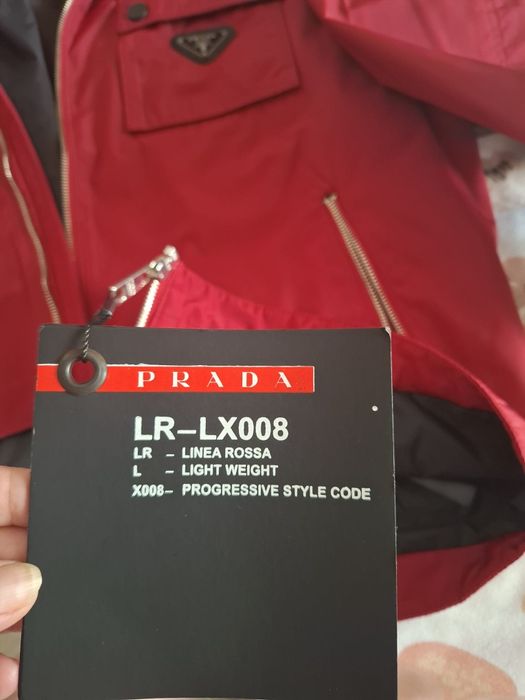 PRADA
LR-LX008
LR - LINEA ROSSA
L - LIGHT WEIGHT
X008- PROGRESSIVE STYLE CODE